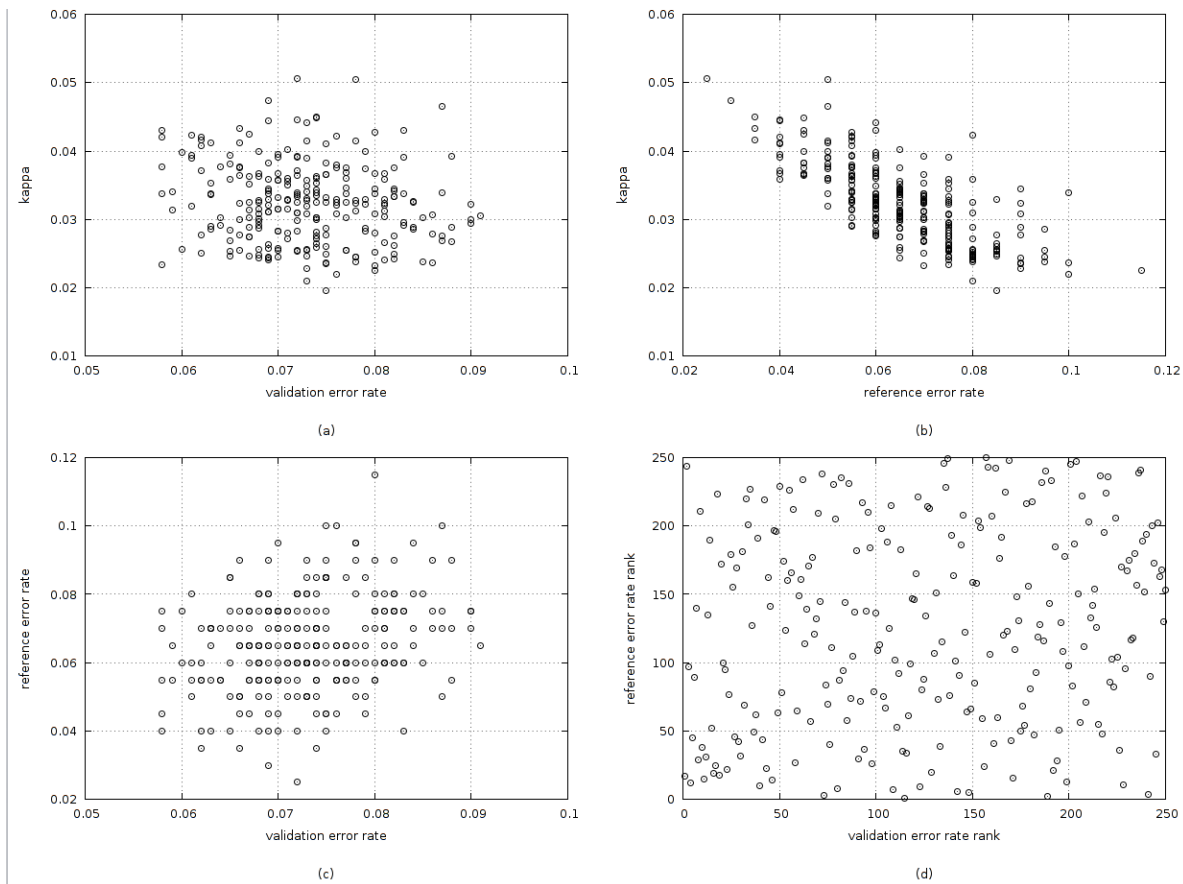 0.06
0.05
0.04
0.03
0.02
0.01
kappa
0.05 0.06 0.07 0.08 0.09 0.1
validation error rate
(a)
0.06
0.05
0.04
0.03
0.02
0.01
kappa
0.02 0.04 0.06 0.08 0.1 0.12
reference error rate
(b)
0.12
0.1
0.08
0.06
0.04
0.02
reference error rate
0.05 0.06 0.07 0.08 0.09 0.1
validation error rate
(c)
250
200
150
100
50
0
reference error rate rank
0 50 100 150 200 250
validation error rate rank
(d)